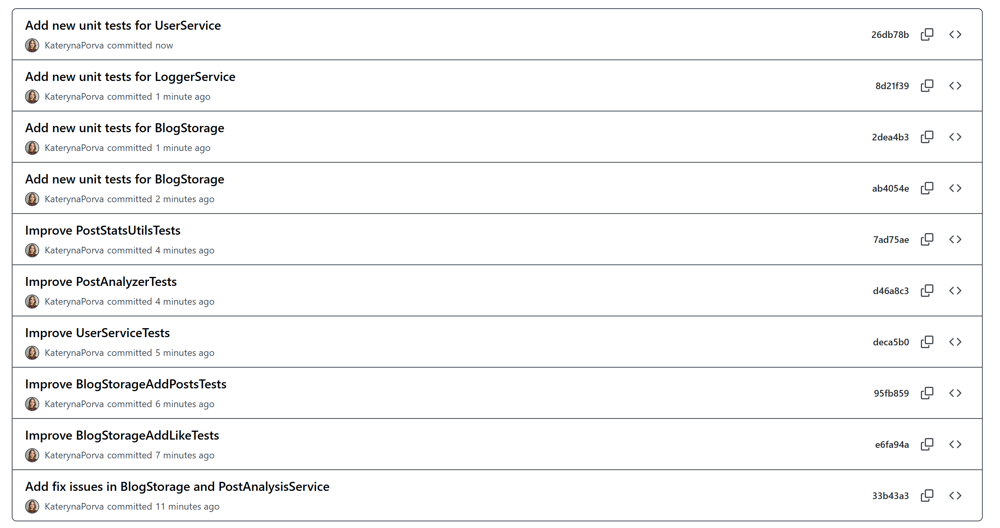 Add new unit tests for UserService
KaterynaPorva committed now
26db78b
Add new unit tests for LoggerService
KaterynaPorva committed 1 minute ago
8d21f39
Add new unit tests for BlogStorage
KaterynaPorva committed 1 minute ago
2dea4b3
Add new unit tests for BlogStorage
KaterynaPorva committed 2 minutes ago
ab4054e
Improve PostStatsUtilsTests
KaterynaPorva committed 4 minutes ago
7ad75ae
Improve PostAnalyzerTests
KaterynaPorva committed 4 minutes ago
d46a8c3
Improve UserServiceTests
KaterynaPorva committed 5 minutes ago
deca5b0
Improve BlogStorageAddPostsTests
KaterynaPorva committed 6 minutes ago
95fb859
Improve BlogStorageAddLikeTests
KaterynaPorva committed 7 minutes ago
e6fa94a
Add fix issues in BlogStorage and PostAnalysisService
KaterynaPorva committed 11 minutes ago
33b43a3